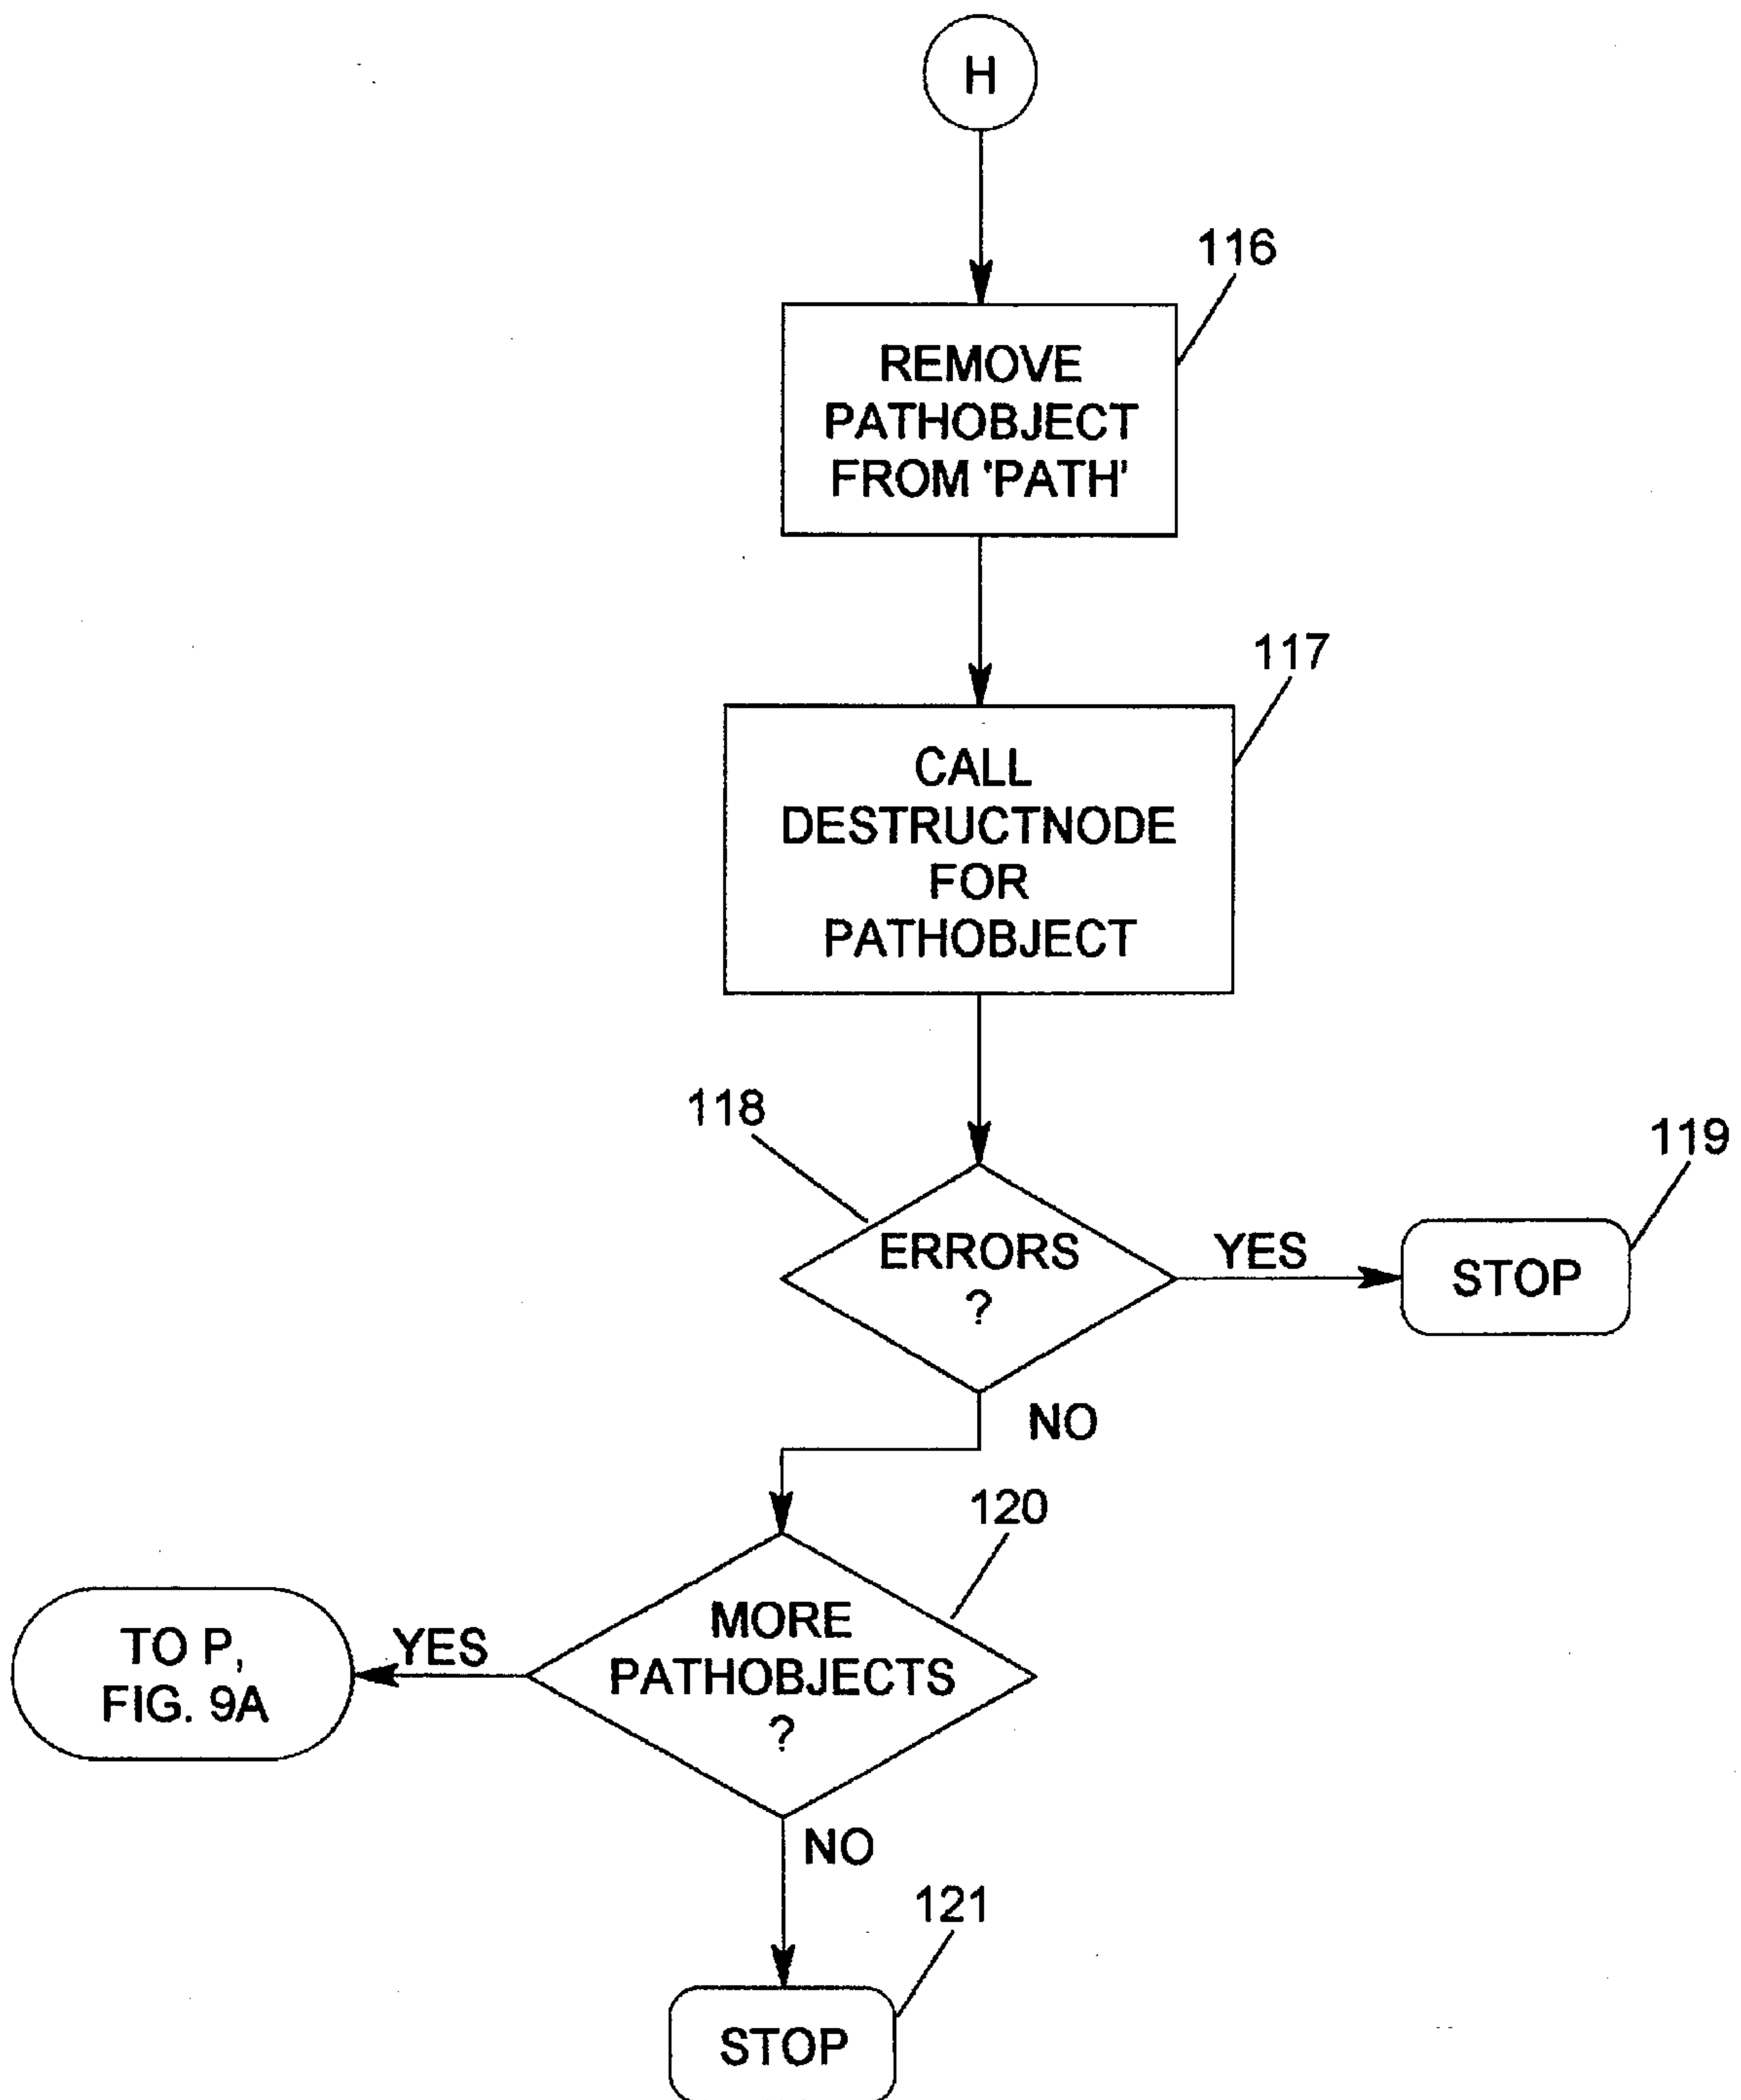 H
116
REMOVE
PATHOBJECT
FROM 'PATH'
117
CALL
DESTRUCTNODE
FOR
PATHOBJECT
118
119
ERRORS
?
YES
STOP
NO
120
MORE
PATHOBJECTS
?
YES
TO P,
FIG. 9A
NO
121
STOP